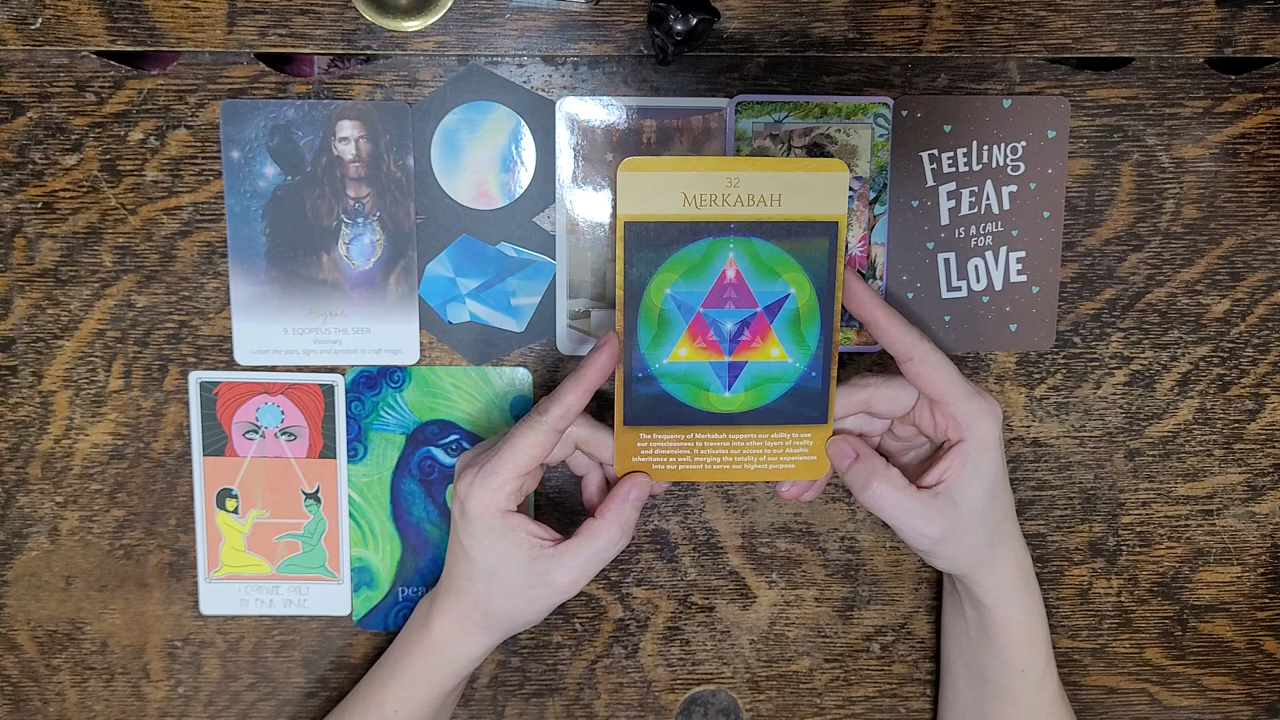 Alcyone
9. EQOPEUS THE SEER
Visionary
I chart the stars, signs and symbols to craft magic.
32
MERKABAH
The frequency of Merkabah supports our ability to use
our consciousness to traverse into other layers of reality
and dimensions. It activates our access to our Akashic
inheritance as well, merging the totality of our experiences
into our present to serve our highest purpose.
FEELING
FEAR
IS A CALL
FOR
LOVE
pea